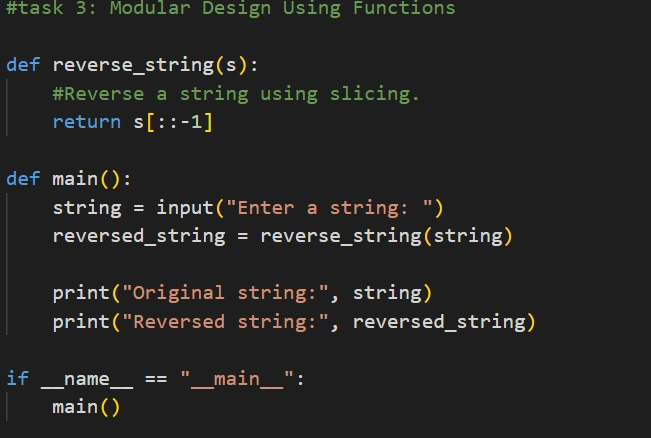 #task 3: Modular Design Using Functions
def reverse_string(s):
#Reverse a string using slicing.
return s[::-1]
def main():
string = input("Enter a string: ")
reversed_string = reverse_string(string)
print("Original string:", string)
print("Reversed string:", reversed_string)
if __name__ == "__main__":
main()